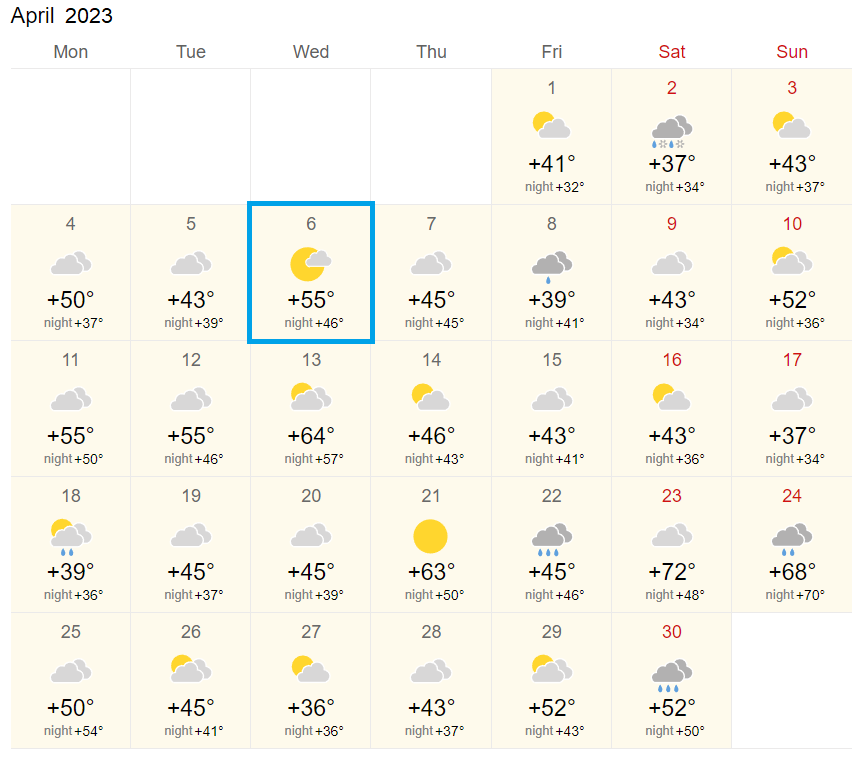 April 2023
Mon Tue Wed Thu Fri Sat Sun
1 2 3
+41° +37° +43°
night +32° night +34° night +37°
4 5 6 7 8 9 10
+50° +43° +55° +45° +39° +43° +52°
night +37° night +39° night +46° night +45° night +41° night +34° night +36°
11 12 13 14 15 16 17
+55° +55° +64° +46° +43° +43° +37°
night +50° night +46° night +57° night +43° night +41° night +36° night +34°
18 19 20 21 22 23 24
+39° +45° +45° +63° +45° +72° +68°
night +36° night +37° night +39° night +50° night +46° night +48° night +70°
25 26 27 28 29 30
+50° +45° +36° +43° +52° +52°
night +54° night +41° night +36° night +37° night +43° night +50°